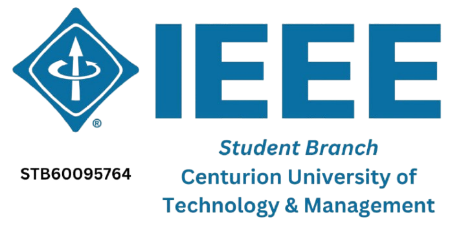 IEEE
®
Student Branch
STB60095764
Centurion University of
Technology & Management